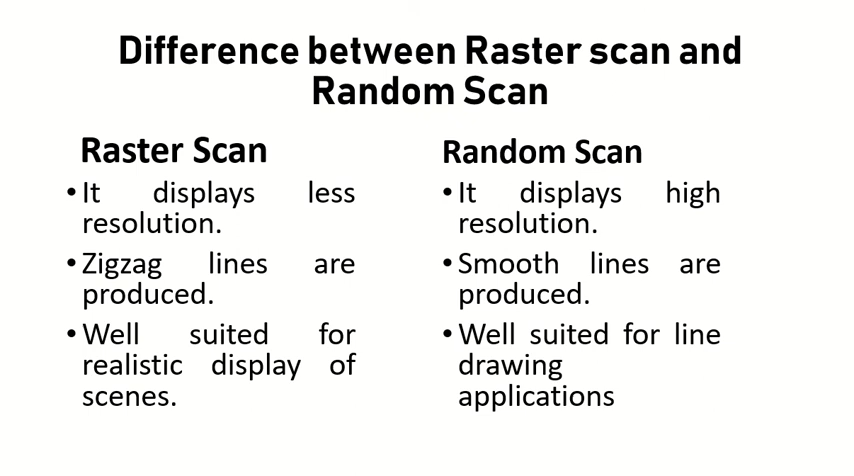 Difference between Raster scan and
Random Scan
Raster Scan
•It displays less
resolution.
•Zigzag lines are
produced.
•Well suited for
realistic display of
scenes.
Random Scan
•It displays high
resolution.
•Smooth lines are
produced.
•Well suited for line
drawing
applications